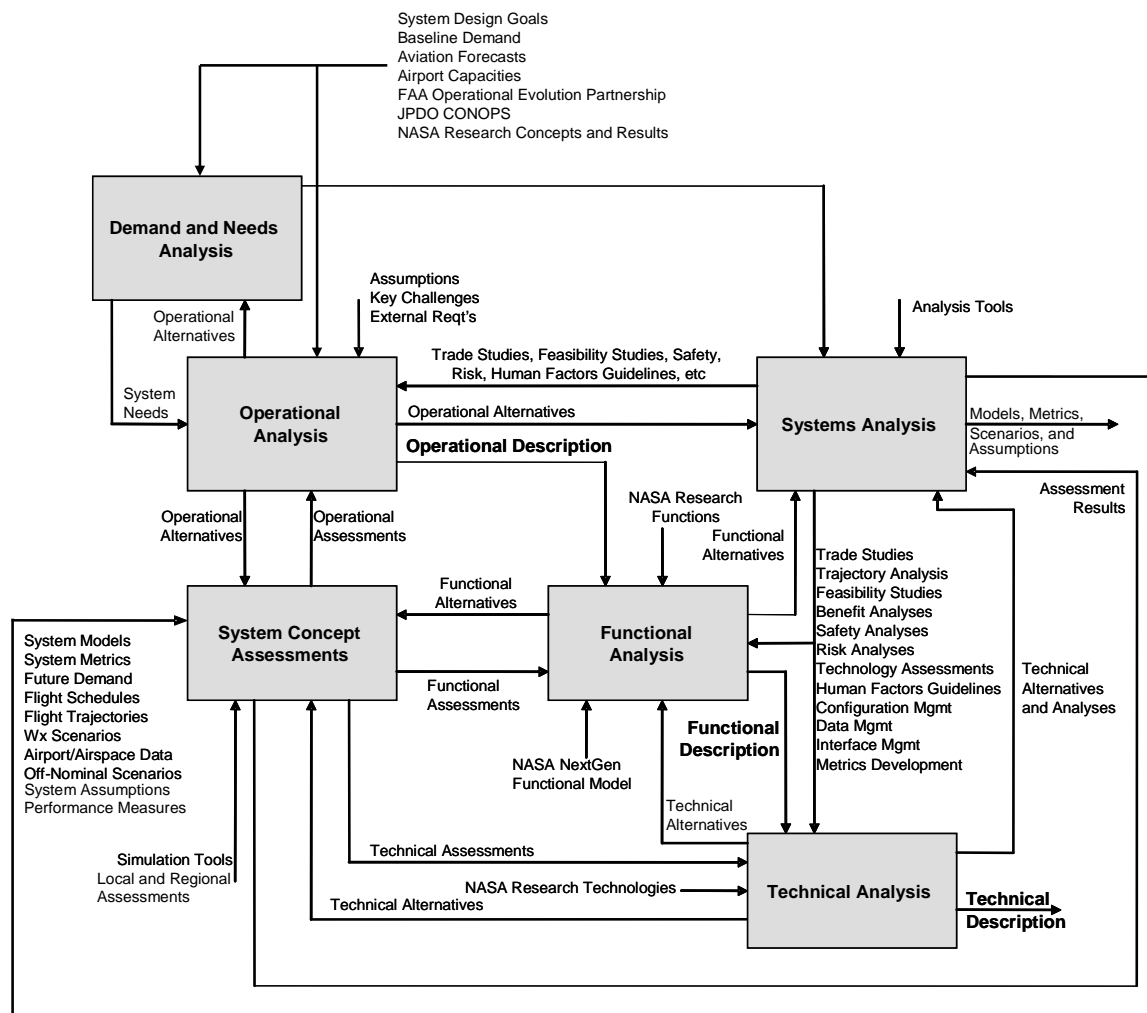 System Design Goals
Baseline Demand
Aviation Forecasts
Airport Capacities
FAA Operational Evolution Partnership
JPDO CONOPS
NASA Research Concepts and Results
Demand and Needs
Analysis
Assumptions
Key Challenges
External Reqt's
Analysis Tools
Operational
Alternatives
System
Needs
Trade Studies, Feasibility Studies, Safety,
Risk, Human Factors Guidelines, etc
Operational
Analysis
Operational Alternatives
Systems Analysis
Models, Metrics,
Scenarios, and
Assumptions
Operational Description
Assessment
Results
NASA Research
Functions
Functional
Alternatives
Operational
Alternatives
Operational
Assessments
Trade Studies
Trajectory Analysis
Feasibility Studies
Benefit Analyses
Safety Analyses
Risk Analyses
Technology Assessments
Human Factors Guidelines
Configuration Mgmt
Data Mgmt
Interface Mgmt
Metrics Development
Functional
Alternatives
System Concept
Assessments
Functional
Analysis
System Models
System Metrics
Future Demand
Flight Schedules
Flight Trajectories
Wx Scenarios
Airport/Airspace Data
Off-Nominal Scenarios
System Assumptions
Performance Measures
Functional
Assessments
Technical
Alternatives
and Analyses
Functional
Description
NASA NextGen
Functional Model
Technical
Alternatives
Simulation Tools
Local and Regional
Assessments
Technical Assessments
NASA Research Technologies
Technical Alternatives
Technical Analysis
Technical
Description